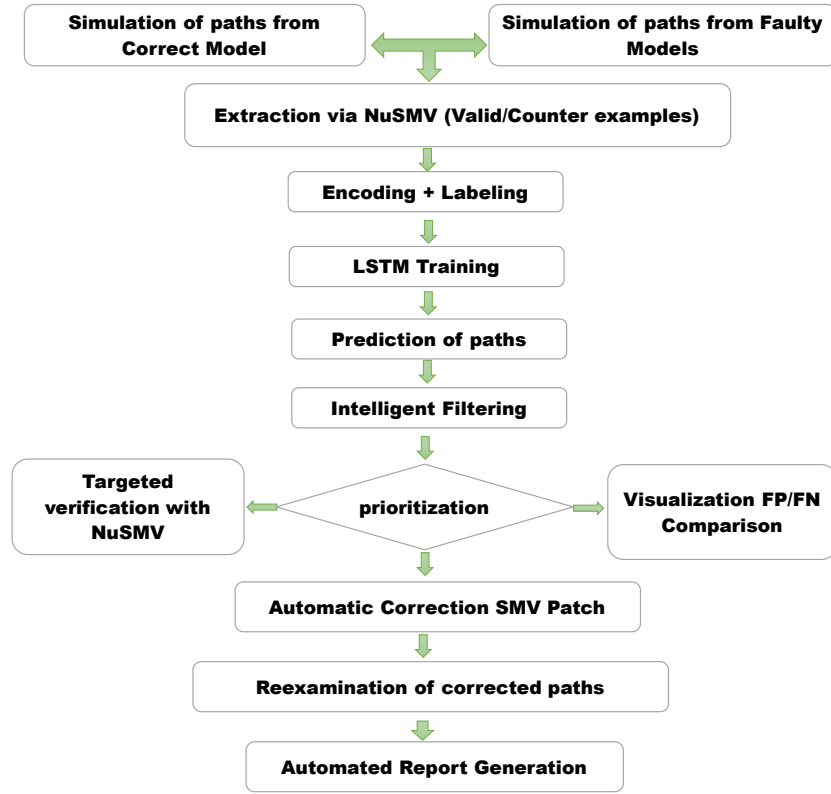 Simulation of paths from
Correct Model
Simulation of paths from Faulty
Models
Extraction via NuSMV (Valid/Counter examples)
Encoding + Labeling
LSTM Training
Prediction of paths
Intelligent Filtering
Targeted
verification with
NuSMV
prioritization
Visualization FP/FN
Comparison
Automatic Correction SMV Patch
Reexamination of corrected paths
Automated Report Generation